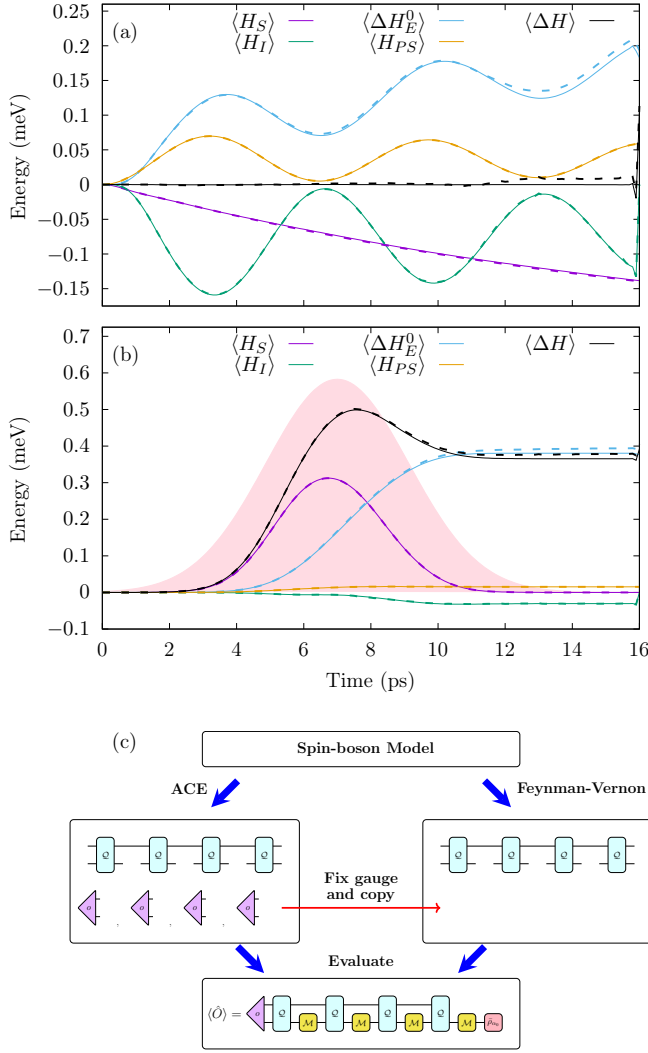 (a)
⟨H_S⟩ ⟨ΔH_E^0⟩ ⟨ΔH⟩
⟨H_I⟩ ⟨H_PS⟩
Energy (meV)
0.25
0.2
0.15
0.1
0.05
0
−0.05
−0.1
−0.15
(b)
⟨H_S⟩ ⟨ΔH_E^0⟩ ⟨ΔH⟩
⟨H_I⟩ ⟨H_PS⟩
Energy (meV)
0.7
0.6
0.5
0.4
0.3
0.2
0.1
0
−0.1
0 2 4 6 8 10 12 14 16
Time (ps)
(c)
Spin-boson Model
ACE Feynman-Vernon
Q Q Q Q Q Q Q Q
Fix gauge
and copy
o , o , o , o
Evaluate
⟨Ô⟩ = o Q M Q M Q M Q M ρ̂_{0}